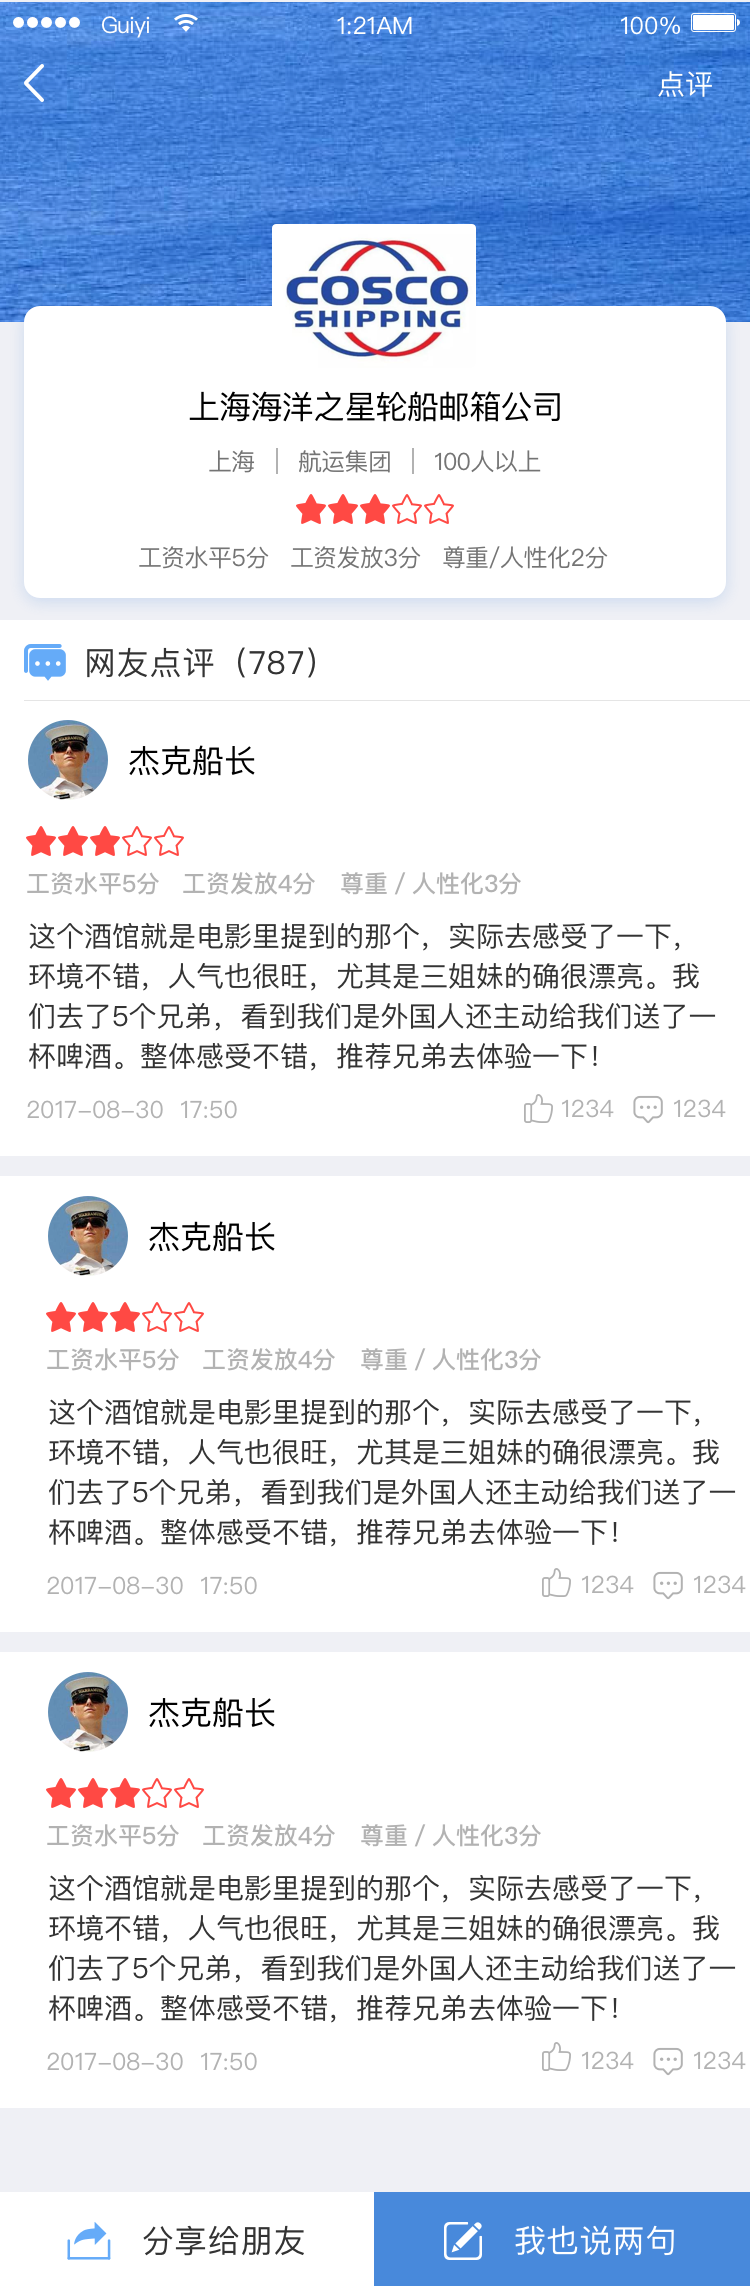 Guiyi 1:21AM 100%
点评
COSCO
SHIPPING
上海海洋之星轮船邮箱公司
上海 | 航运集团 | 100人以上
工资水平5分 工资发放3分 尊重/人性化2分
网友点评（787）
杰克船长
工资水平5分 工资发放4分 尊重 / 人性化3分
这个酒馆就是电影里提到的那个，实际去感受了一下，
环境不错，人气也很旺，尤其是三姐妹的确很漂亮。我
们去了5个兄弟，看到我们是外国人还主动给我们送了一
杯啤酒。整体感受不错，推荐兄弟去体验一下！
2017-08-30 17:50 1234 1234
杰克船长
工资水平5分 工资发放4分 尊重 / 人性化3分
这个酒馆就是电影里提到的那个，实际去感受了一下，
环境不错，人气也很旺，尤其是三姐妹的确很漂亮。我
们去了5个兄弟，看到我们是外国人还主动给我们送了一
杯啤酒。整体感受不错，推荐兄弟去体验一下！
2017-08-30 17:50 1234 1234
杰克船长
工资水平5分 工资发放4分 尊重 / 人性化3分
这个酒馆就是电影里提到的那个，实际去感受了一下，
环境不错，人气也很旺，尤其是三姐妹的确很漂亮。我
们去了5个兄弟，看到我们是外国人还主动给我们送了一
杯啤酒。整体感受不错，推荐兄弟去体验一下！
2017-08-30 17:50 1234 1234
分享给朋友 我也说两句